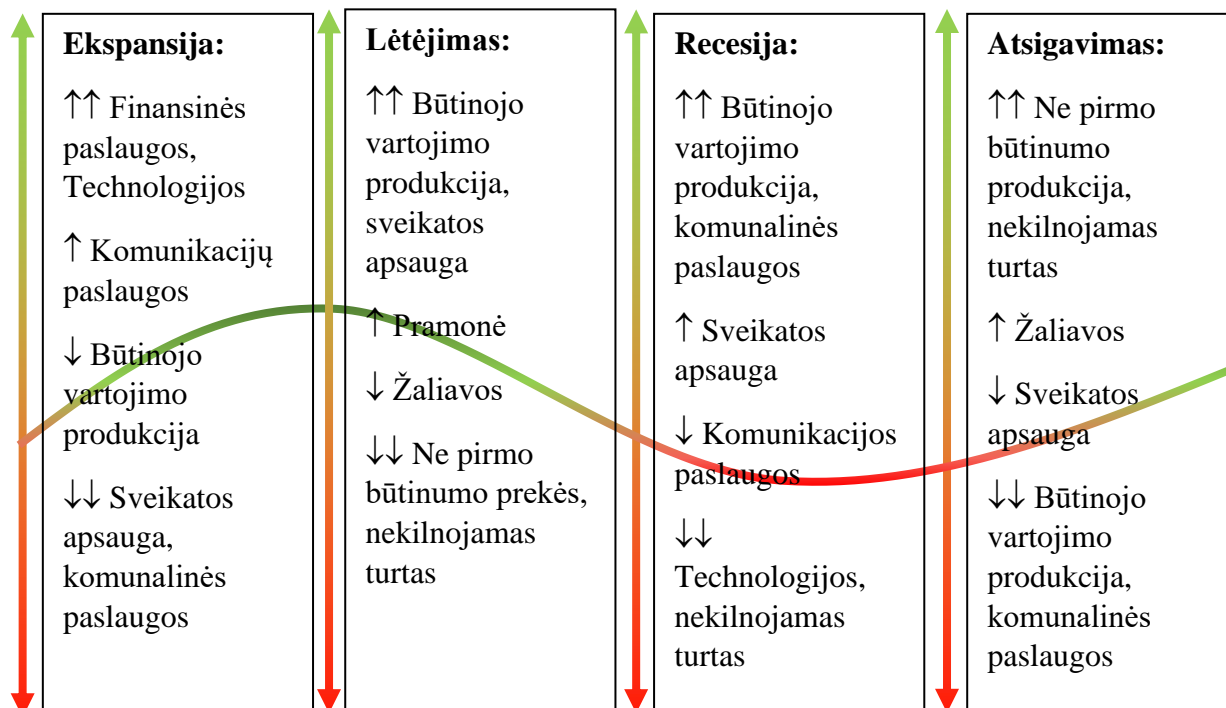 Ekspansija:
↑↑ Finansinės
paslaugos,
Technologijos
↑ Komunikacijų
paslaugos
↓ Būtinojo
vartojimo
produkcija
↓↓ Sveikatos
apsauga,
komunalinės
paslaugos
Lėtėjimas:
↑↑ Būtinojo
vartojimo
produkcija,
sveikatos
apsauga
↑ Pramonė
↓ Žaliavos
↓↓ Ne pirmo
būtinumo prekės,
nekilnojamas
turtas
Recesija:
↑↑ Būtinojo
vartojimo
produkcija,
komunalinės
paslaugos
↑ Sveikatos
apsauga
↓ Komunikacijos
paslaugos
↓↓
Technologijos,
nekilnojamas
turtas
Atsigavimas:
↑↑ Ne pirmo
būtinumo
produkcija,
nekilnojamas
turtas
↑ Žaliavos
↓ Sveikatos
apsauga
↓↓ Būtinojo
vartojimo
produkcija,
komunalinės
paslaugos